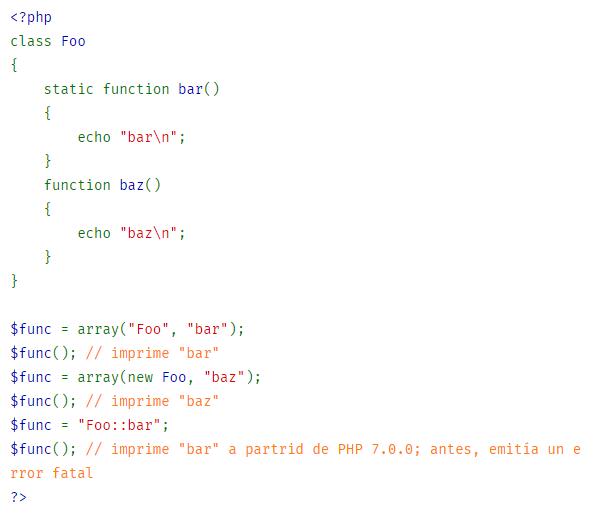 <?php
class Foo
{
    static function bar()
    {
        echo "bar\n";
    }
    function baz()
    {
        echo "baz\n";
    }
}

$func = array("Foo", "bar");
$func(); // imprime "bar"
$func = array(new Foo, "baz");
$func(); // imprime "baz"
$func = "Foo::bar";
$func(); // imprime "bar" a partrid de PHP 7.0.0; antes, emitía un e
rror fatal
?>